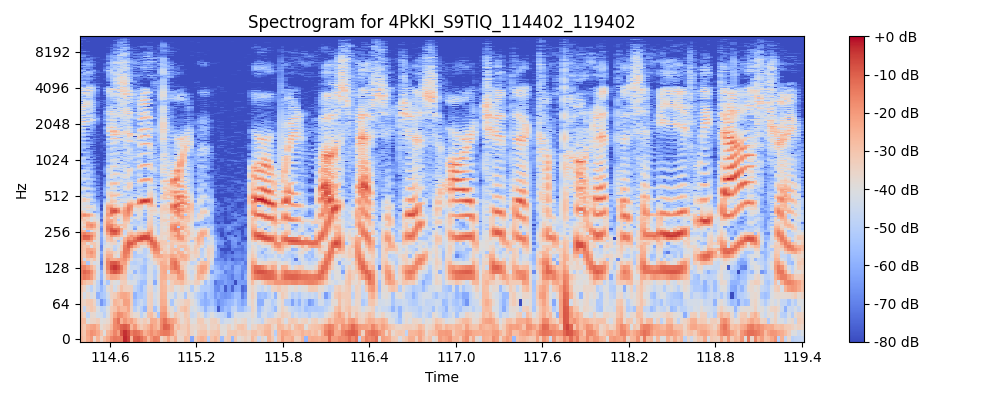 Spectrogram for 4PkKI_S9TIQ_114402_119402
Hz
8192
4096
2048
1024
512
256
128
64
0
114.6 115.2 115.8 116.4 117.0 117.6 118.2 118.8 119.4
Time
+0 dB
-10 dB
-20 dB
-30 dB
-40 dB
-50 dB
-60 dB
-70 dB
-80 dB